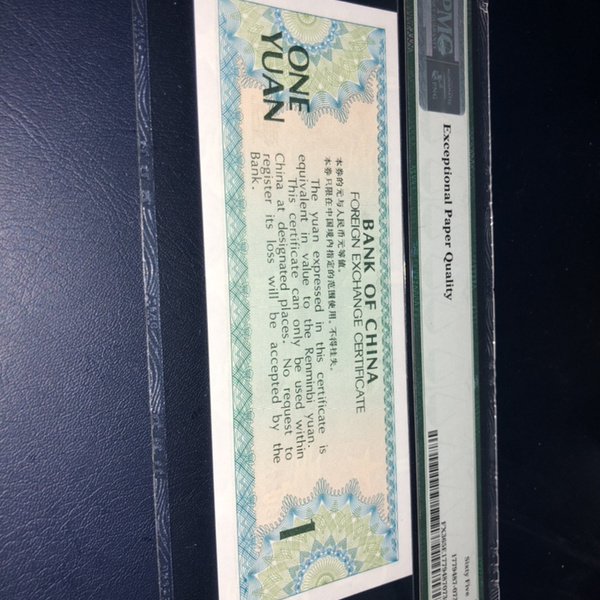 PMG
Exceptional Paper Quality
Sixty Five
BANK OF CHINA
FOREIGN EXCHANGE CERTIFICATE
本券的元与人民币元等值。
本券只限在中国境内指定的范围使用，不得挂失。
The yuan expressed in this certificate is
equivalent in value to the Renminbi yuan.
This certificate can only be used within
China at designated places. No request to
register its loss will be accepted by the
Bank.
ONE
YUAN
1